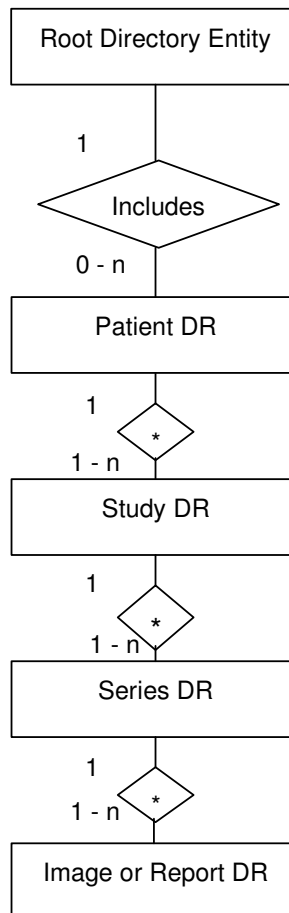 Root Directory Entity
1
Includes
0 - n
Patient DR
1
*
1 - n
Study DR
1
*
1 - n
Series DR
1
*
1 - n
Image or Report DR